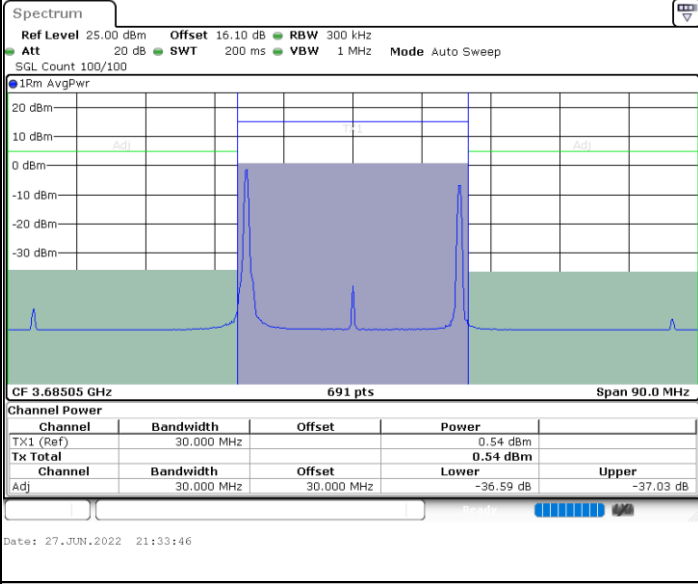 Spectrum
Ref Level 25.00 dBm Offset 16.10 dB RBW 300 kHz
Att 20 dB SWT 200 ms VBW 1 MHz Mode Auto Sweep
SGL Count 100/100
1Rm AvgPwr
20 dBm
TX1
10 dBm
Adj Adj
0 dBm
-10 dBm
-20 dBm
-30 dBm
CF 3.68505 GHz 691 pts Span 90.0 MHz
Channel Power
Channel Bandwidth Offset Power
TX1 (Ref) 30.000 MHz 0.54 dBm
Tx Total 0.54 dBm
Channel Bandwidth Offset Lower Upper
Adj 30.000 MHz 30.000 MHz -36.59 dB -37.03 dB
Ready
Date: 27.JUN.2022 21:33:46